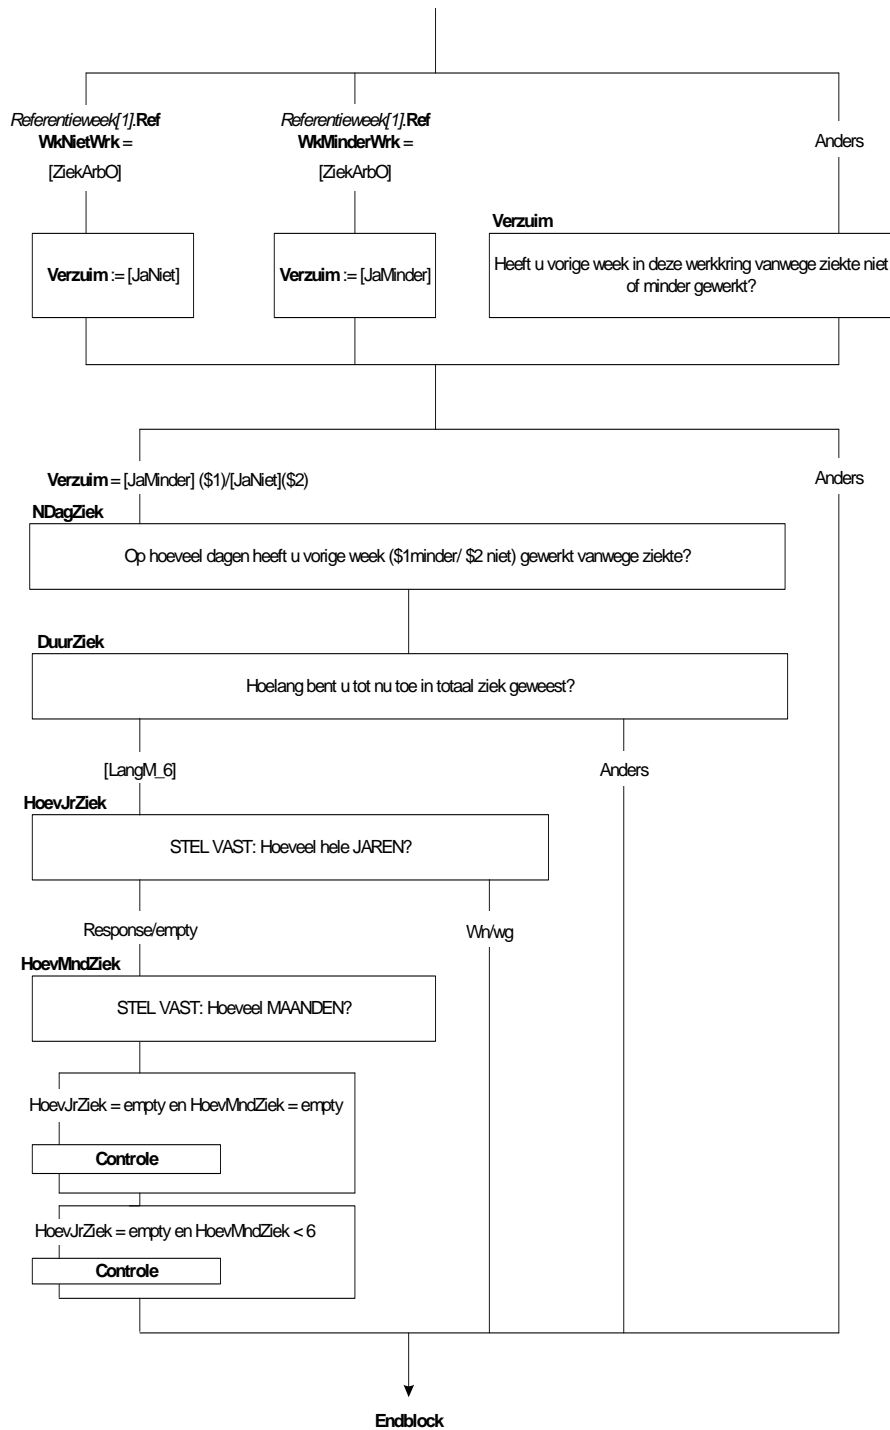 Referentieweek[1].Ref
WkNietWrk =
[ZiekArbO]
Referentieweek[1].Ref
WkMinderWrk =
[ZiekArbO]
Anders
Verzuim := [JaNiet]
Verzuim := [JaMinder]
Verzuim
Heeft u vorige week in deze werkkring vanwege ziekte niet
of minder gewerkt?
Verzuim = [JaMinder] ($1)/[JaNiet]($2)
Anders
NDagZiek
Op hoeveel dagen heeft u vorige week ($1minder/ $2 niet) gewerkt vanwege ziekte?
DuurZiek
Hoelang bent u tot nu toe in totaal ziek geweest?
[LangM_6]
Anders
HoevJrZiek
STEL VAST: Hoeveel hele JAREN?
Response/empty
Wn/wg
HoevMndZiek
STEL VAST: Hoeveel MAANDEN?
HoevJrZiek = empty en HoevMndZiek = empty
Controle
HoevJrZiek = empty en HoevMndZiek < 6
Controle
Endblock